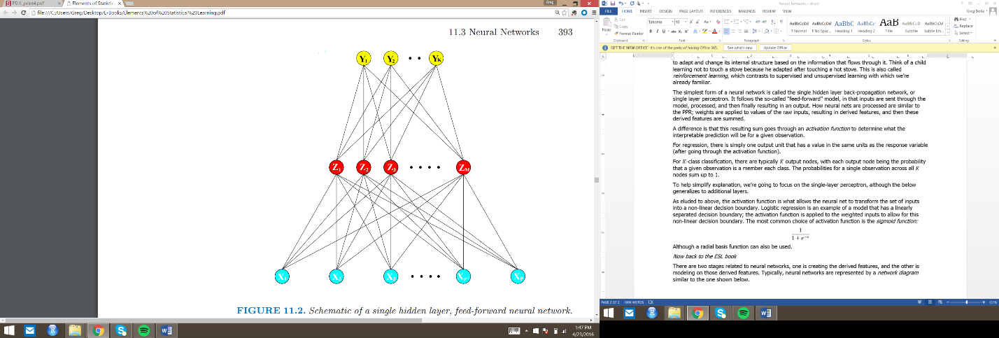 ESLII_print4.pdf
Elements of Statistic
Greg
file:///C:/Users/Greg/Desktop/E-Books/Elements%20of%20Statistical%20Learning.pdf
11.3 Neural Networks 393
Y1 Y2 YK
Z1 Z2 Z3 ZM
X1 X2 X3 Xp
FIGURE 11.2. Schematic of a single hidden layer, feed-forward neural network.
1:47 PM
4/23/2016
Neural Networks - Word
FILE HOME INSERT DESIGN PAGE LAYOUT REFERENCES MAILINGS REVIEW VIEW
Greg Bolla
Paste
Cut
Copy
Format Painter
Clipboard
Tahoma 10
Font
Paragraph
AaBbCcDd AaBbCcDd AaBbC AaBbCc AaB AaBbCcD AaBbCcDd
¶ Normal ¶ No Spac... Heading 1 Heading 2 Title Subtitle Subtle Em...
Styles
Find
Replace
Select
Editing
GET THE NEW OFFICE It's one of the perks of having Office 365. See what's new Update Office
to adapt and change its internal structure based on the information that flows through it. Think of a child
learning not to touch a stove because he adapted after touching a hot stove. This is also called
reinforcement learning, which contrasts to supervised and unsupervised learning with which we're
already familiar.
The simplest form of a neural network is called the single hidden layer back-propagation network, or
single layer perceptron. It follows the so-called "feed-forward" model, in that inputs are sent through the
model, processed, and then finally resulting in an output. How neural nets are processed are similar to
the PPR; weights are applied to values of the raw inputs, resulting in derived features, and then these
derived features are summed.
A difference is that this resulting sum goes through an activation function to determine what the
interpretable prediction will be for a given observation.
For regression, there is simply one output unit that has a value in the same units as the response variable
(after going through the activation function).
For K-class classification, there are typically K output nodes, with each output node being the probability
that a given observation is a member each class. The probabilities for a single observation across all K
nodes sum up to 1.
To help simplify explanation, we're going to focus on the single-layer perceptron, although the below
generalizes to additional layers.
As eluded to above, the activation function is what allows the neural net to transform the set of inputs
into a non-linear decision boundary. Logistic regression is an example of a model that has a linearly
separated decision boundary; the activation function is applied to the weighted inputs to allow for this
non-linear decision boundary. The most common choice of activation function is the sigmoid function:
1
1 + e
Although a radial basis function can also be used.
Now back to the ESL book
There are two stages related to neural networks, one is creating the derived features, and the other is
modeling on those derived features. Typically, neural networks are represented by a network diagram
similar to the one shown below.
PAGE 2 OF 2 1000 WORDS
131%